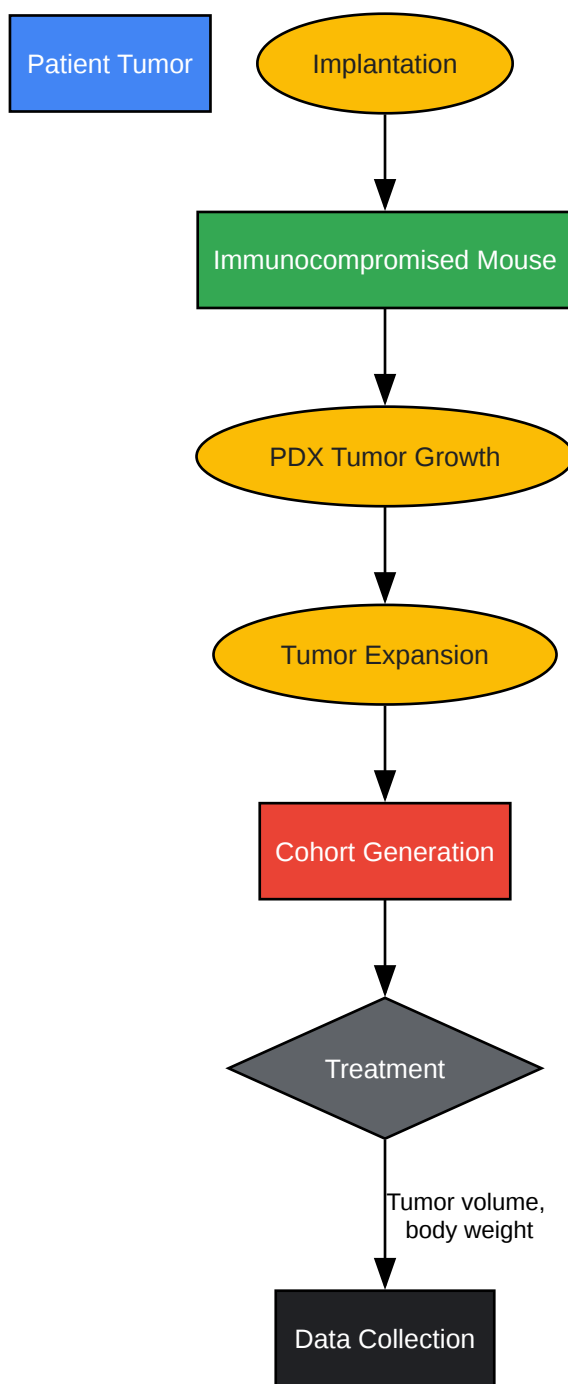 Patient Tumor
Implantation
Immunocompromised Mouse
PDX Tumor Growth
Tumor Expansion
Cohort Generation
Treatment
Tumor volume,
body weight
Data Collection